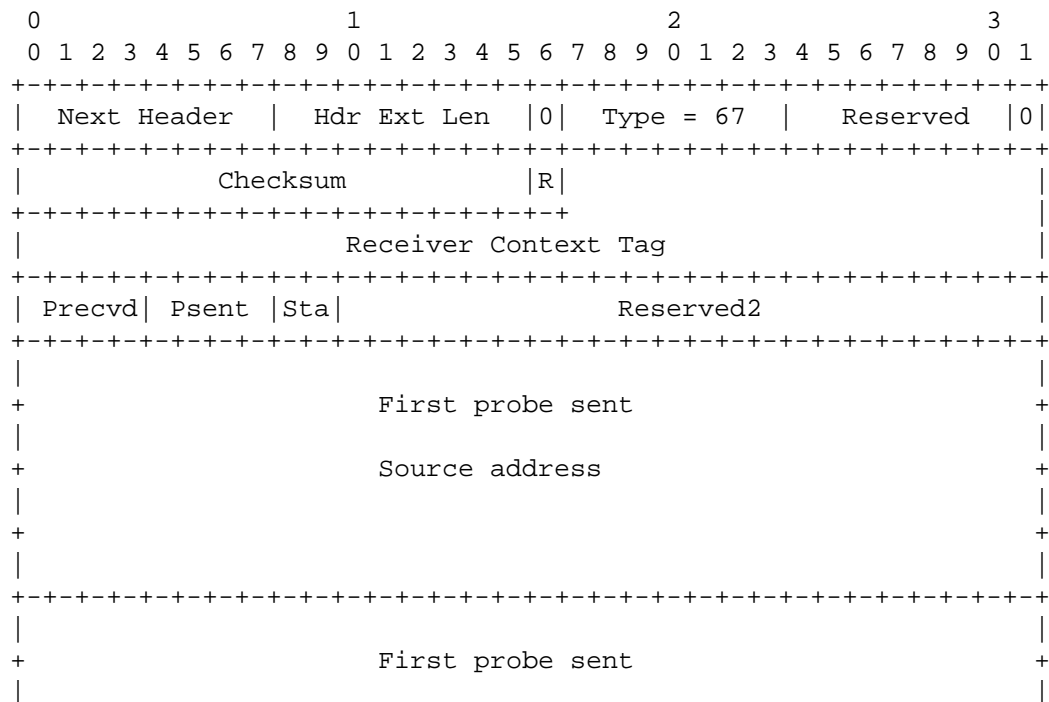 0                   1                   2                   3
 0 1 2 3 4 5 6 7 8 9 0 1 2 3 4 5 6 7 8 9 0 1 2 3 4 5 6 7 8 9 0 1
+-+-+-+-+-+-+-+-+-+-+-+-+-+-+-+-+-+-+-+-+-+-+-+-+-+-+-+-+-+-+-+-+
|  Next Header  |  Hdr Ext Len  |0|  Type = 67  |   Reserved  |0|
+-+-+-+-+-+-+-+-+-+-+-+-+-+-+-+-+-+-+-+-+-+-+-+-+-+-+-+-+-+-+-+-+
|            Checksum           |R|                             |
+-+-+-+-+-+-+-+-+-+-+-+-+-+-+-+-+-+                             |
|                    Receiver Context Tag                       |
+-+-+-+-+-+-+-+-+-+-+-+-+-+-+-+-+-+-+-+-+-+-+-+-+-+-+-+-+-+-+-+-+
| Precvd| Psent |Sta|                 Reserved2                 |
+-+-+-+-+-+-+-+-+-+-+-+-+-+-+-+-+-+-+-+-+-+-+-+-+-+-+-+-+-+-+-+-+
|                                                               |
+                      First probe sent                         +
|                                                               |
+                      Source address                           +
|                                                               |
+                                                               +
|                                                               |
+-+-+-+-+-+-+-+-+-+-+-+-+-+-+-+-+-+-+-+-+-+-+-+-+-+-+-+-+-+-+-+-+
|                                                               |
+                      First probe sent                         +
|                                                               |